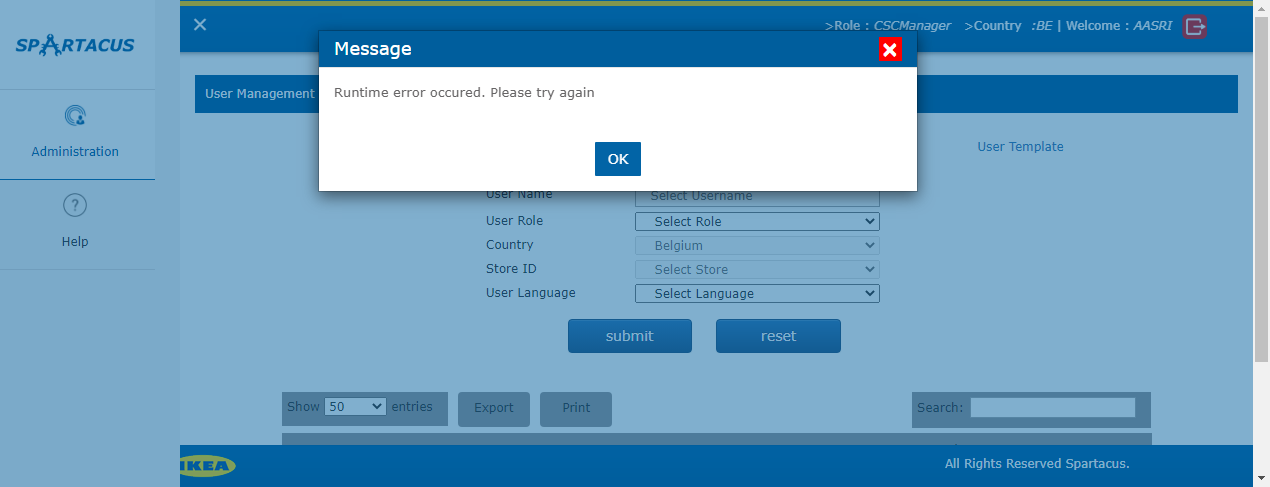 SPARTACUS
>Role : CSCManager >Country :BE | Welcome : AASRI
Message
Runtime error occured. Please try again
OK
User Management
User Template
Administration
Help
User Name Select Username
User Role Select Role
Country Belgium
Store ID Select Store
User Language Select Language
submit reset
Show 50 entries Export Print Search:
IKEA
All Rights Reserved Spartacus.